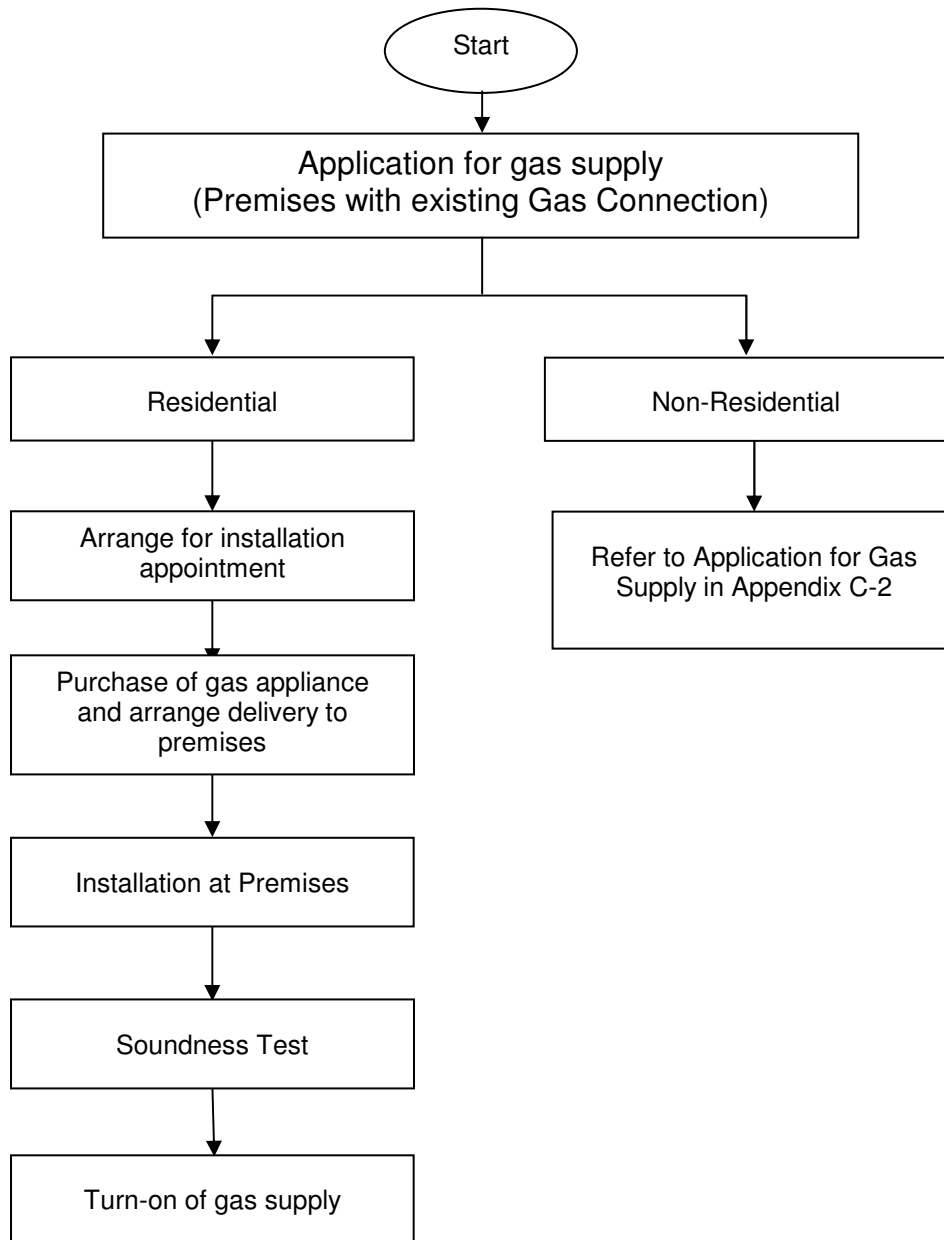 Start
Application for gas supply
(Premises with existing Gas Connection)
Residential
Non-Residential
Arrange for installation
appointment
Refer to Application for Gas
Supply in Appendix C-2
Purchase of gas appliance
and arrange delivery to
premises
Installation at Premises
Soundness Test
Turn-on of gas supply